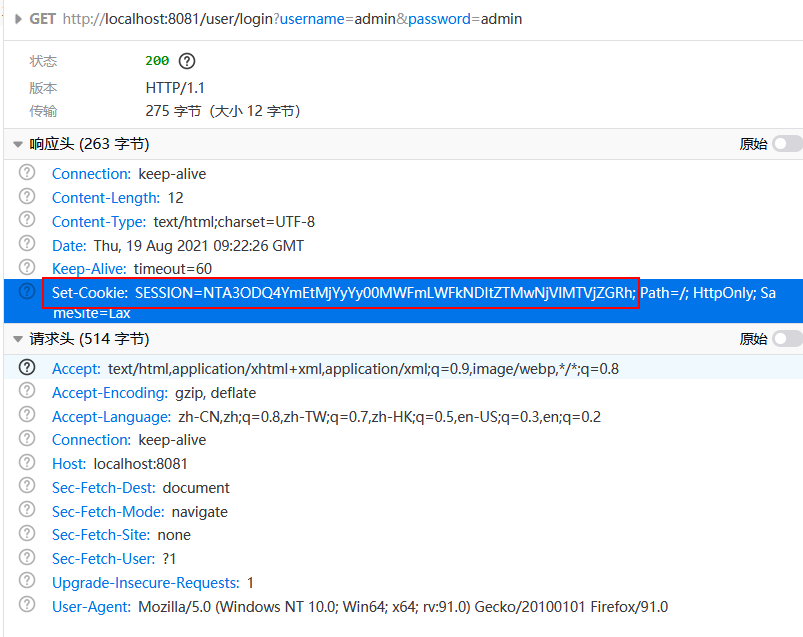 GET http://localhost:8081/user/login?username=admin&password=admin
状态 200
版本 HTTP/1.1
传输 275 字节 (大小 12 字节)
响应头 (263 字节) 原始
Connection: keep-alive
Content-Length: 12
Content-Type: text/html;charset=UTF-8
Date: Thu, 19 Aug 2021 09:22:26 GMT
Keep-Alive: timeout=60
Set-Cookie: SESSION=NTA3ODQ4YmEtMjYyYy00MWFmLWFkNDItZTMwNjVlMTVjZGRh; Path=/; HttpOnly; Sa
meSite=Lax
请求头 (514 字节) 原始
Accept: text/html,application/xhtml+xml,application/xml;q=0.9,image/webp,*/*;q=0.8
Accept-Encoding: gzip, deflate
Accept-Language: zh-CN,zh;q=0.8,zh-TW;q=0.7,zh-HK;q=0.5,en-US;q=0.3,en;q=0.2
Connection: keep-alive
Host: localhost:8081
Sec-Fetch-Dest: document
Sec-Fetch-Mode: navigate
Sec-Fetch-Site: none
Sec-Fetch-User: ?1
Upgrade-Insecure-Requests: 1
User-Agent: Mozilla/5.0 (Windows NT 10.0; Win64; x64; rv:91.0) Gecko/20100101 Firefox/91.0